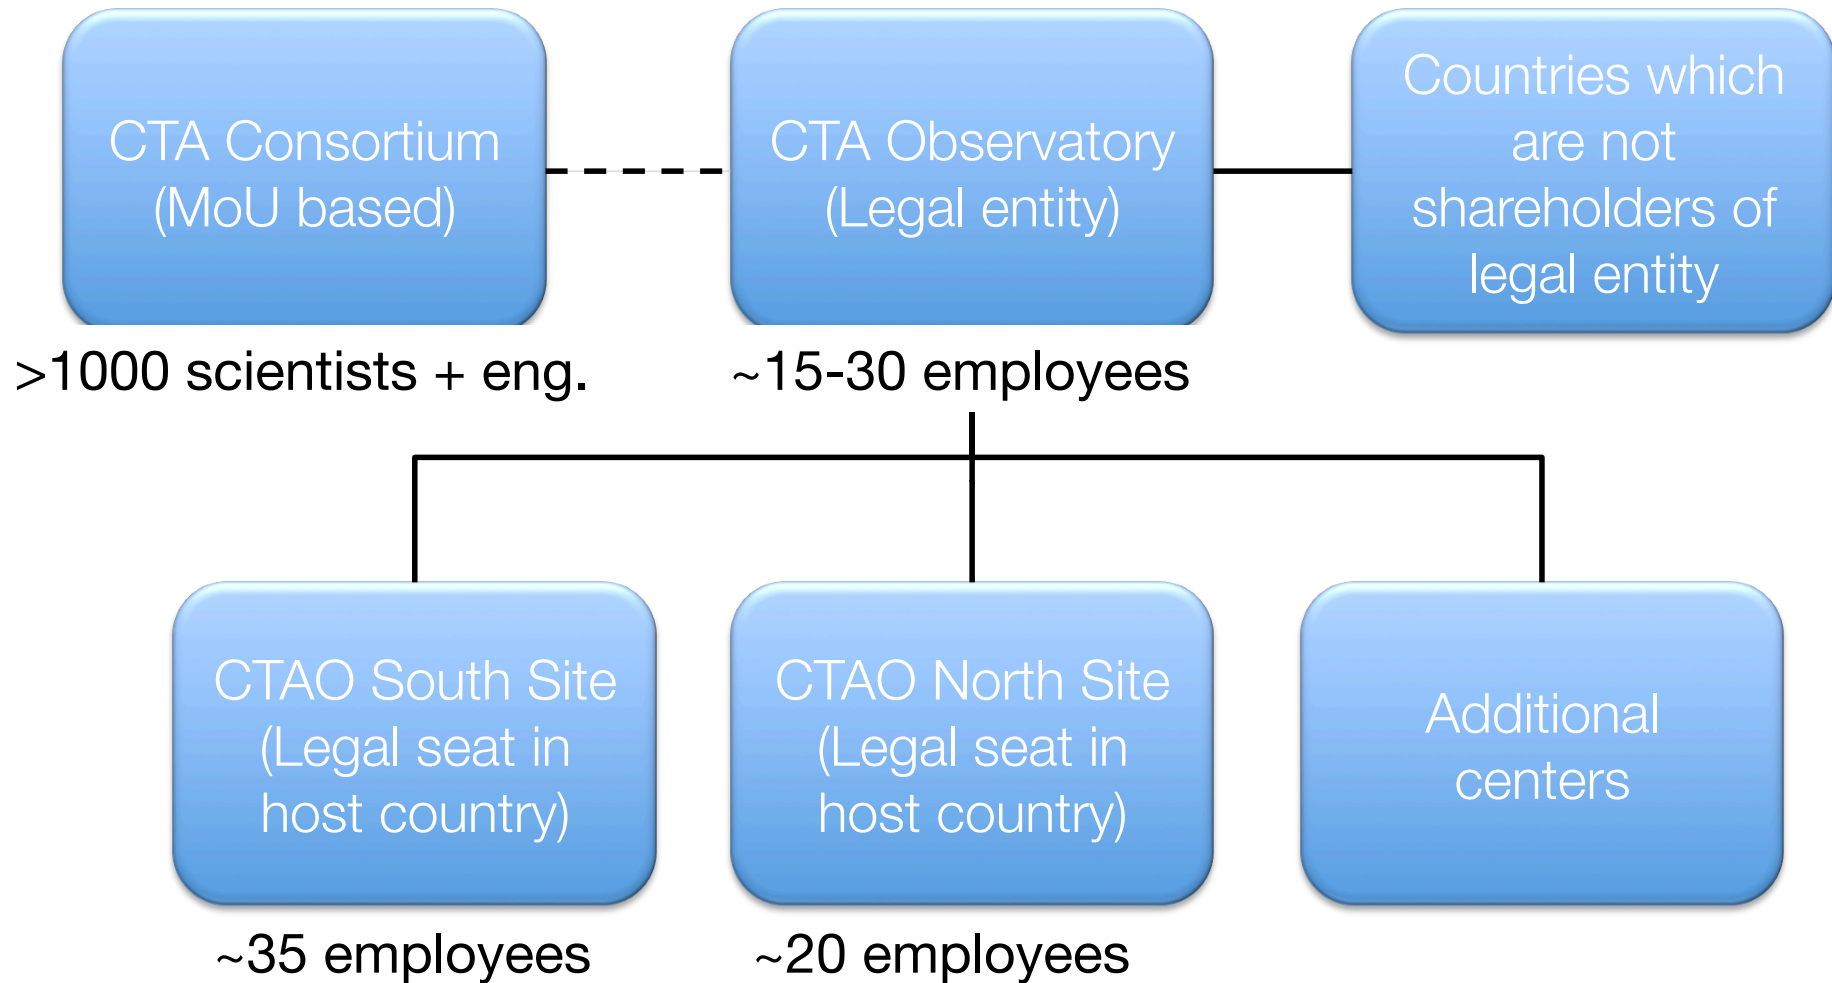 CTA Consortium
(MoU based)
CTA Observatory
(Legal entity)
Countries which
are not
shareholders of
legal entity
>1000 scientists + eng.
~15-30 employees
CTAO South Site
(Legal seat in
host country)
CTAO North Site
(Legal seat in
host country)
Additional
centers
~35 employees
~20 employees